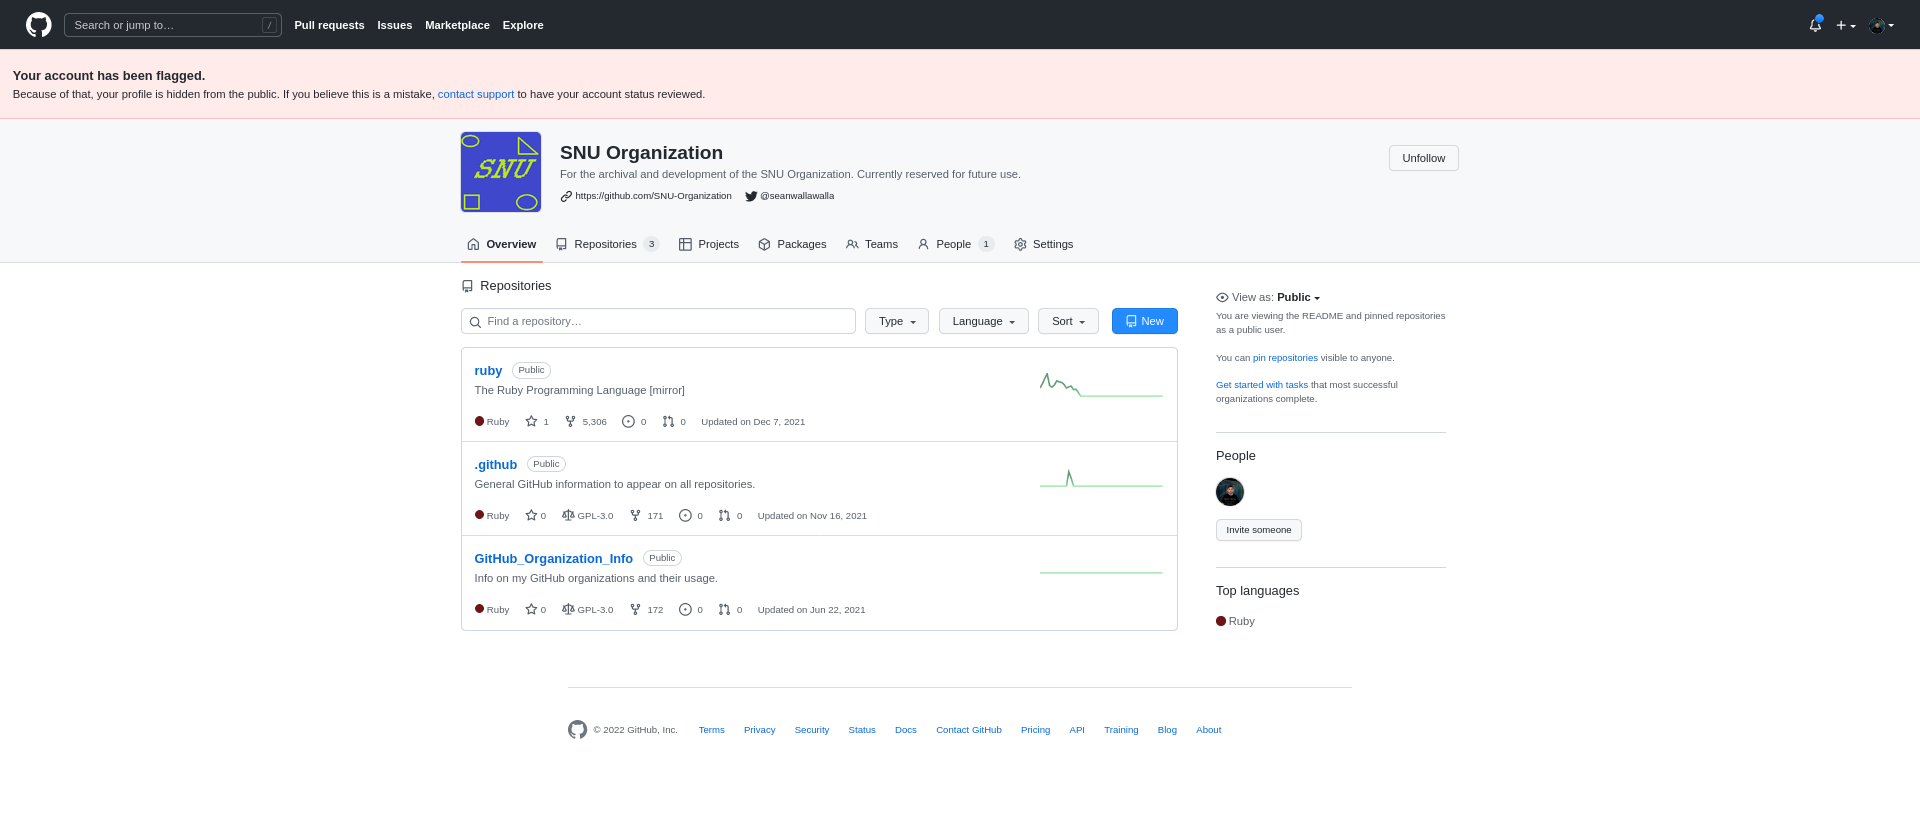 Search or jump to… / Pull requests Issues Marketplace Explore
Your account has been flagged.
Because of that, your profile is hidden from the public. If you believe this is a mistake, contact support to have your account status reviewed.
SNU
SNU Organization
For the archival and development of the SNU Organization. Currently reserved for future use.
https://github.com/SNU-Organization @seanwallawalla
Unfollow
Overview Repositories 3 Projects Packages Teams People 1 Settings
Repositories
Find a repository… Type Language Sort New
ruby Public
The Ruby Programming Language [mirror]
Ruby 1 5,306 0 0 Updated on Dec 7, 2021
.github Public
General GitHub information to appear on all repositories.
Ruby 0 GPL-3.0 171 0 0 Updated on Nov 16, 2021
GitHub_Organization_Info Public
Info on my GitHub organizations and their usage.
Ruby 0 GPL-3.0 172 0 0 Updated on Jun 22, 2021
View as: Public
You are viewing the README and pinned repositories
as a public user.
You can pin repositories visible to anyone.
Get started with tasks that most successful
organizations complete.
People
Invite someone
Top languages
Ruby
© 2022 GitHub, Inc. Terms Privacy Security Status Docs Contact GitHub Pricing API Training Blog About